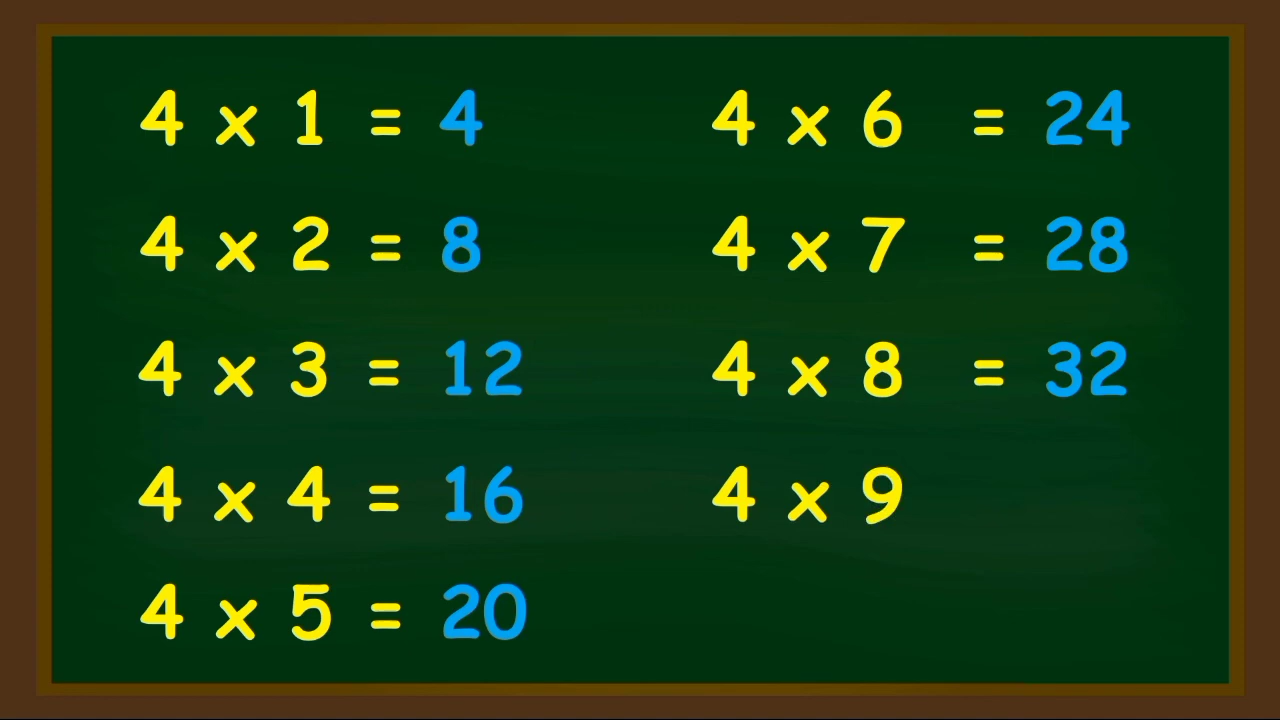 4 x 1 = 4
4 x 2 = 8
4 x 3 = 12
4 x 4 = 16
4 x 5 = 20
4 x 6 = 24
4 x 7 = 28
4 x 8 = 32
4 x 9